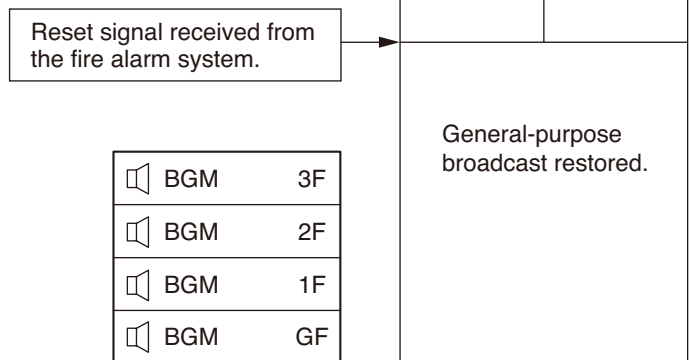 Reset signal received from
the fire alarm system.
General-purpose
broadcast restored.
BGM 3F
BGM 2F
BGM 1F
BGM GF